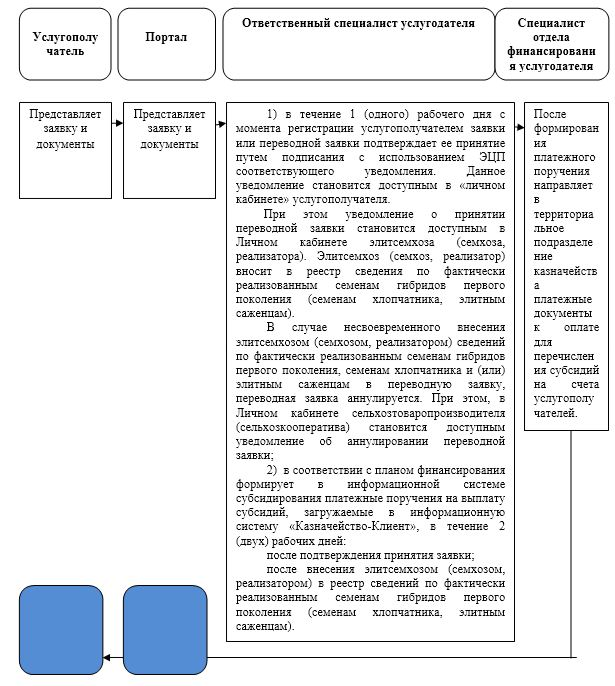 Услугополу
чатель
Портал
Ответственный специалист услугодателя
Специалист
отдела
финансировани
я услугодателя
Представляет
заявку и
документы
Представляет
заявку и
документы
1) в течение 1 (одного) рабочего дня с
момента регистрации услугополучателем заявки
или переводной заявки подтверждает ее принятие
путем подписания с использованием ЭЦП
соответствующего уведомления. Данное
уведомление становится доступным в «личном
кабинете» услугополучателя.
При этом уведомление о принятии
переводной заявки становится доступным в
Личном кабинете элитсемхоза (семхоза,
реализатора). Элитсемхоз (семхоз, реализатор)
вносит в реестр сведения по фактически
реализованным семенам гибридов первого
поколения (семенам хлопчатника, элитным
саженцам).
В случае несвоевременного внесения
элитсемхозом (семхозом, реализатором) сведений
по фактически реализованным семенам гибридов
первого поколения, семенам хлопчатника и (или)
элитным саженцам в переводную заявку,
переводная заявка аннулируется. При этом, в
Личном кабинете сельхозтоваропроизводителя
(сельхозкооператива) становится доступным
уведомление об аннулировании переводной
заявки;
2) в соответствии с планом финансирования
формирует в информационной системе
субсидирования платежные поручения на выплату
субсидий, загружаемые в информационную
систему «Казначейство-Клиент», в течение 2
(двух) рабочих дней:
после подтверждения принятия заявки;
после внесения элитсемхозом (семхозом,
реализатором) в реестр сведений по фактически
реализованным семенам гибридов первого
поколения (семенам хлопчатника, элитным
саженцам).
После
формирован
ия
платежного
поручения
направляет
в
территориа
льное
подразделе
ние
казначейств
а
платежные
документы
к оплате
для
перечислен
ия субсидий
на счета
услугополу
чателей.